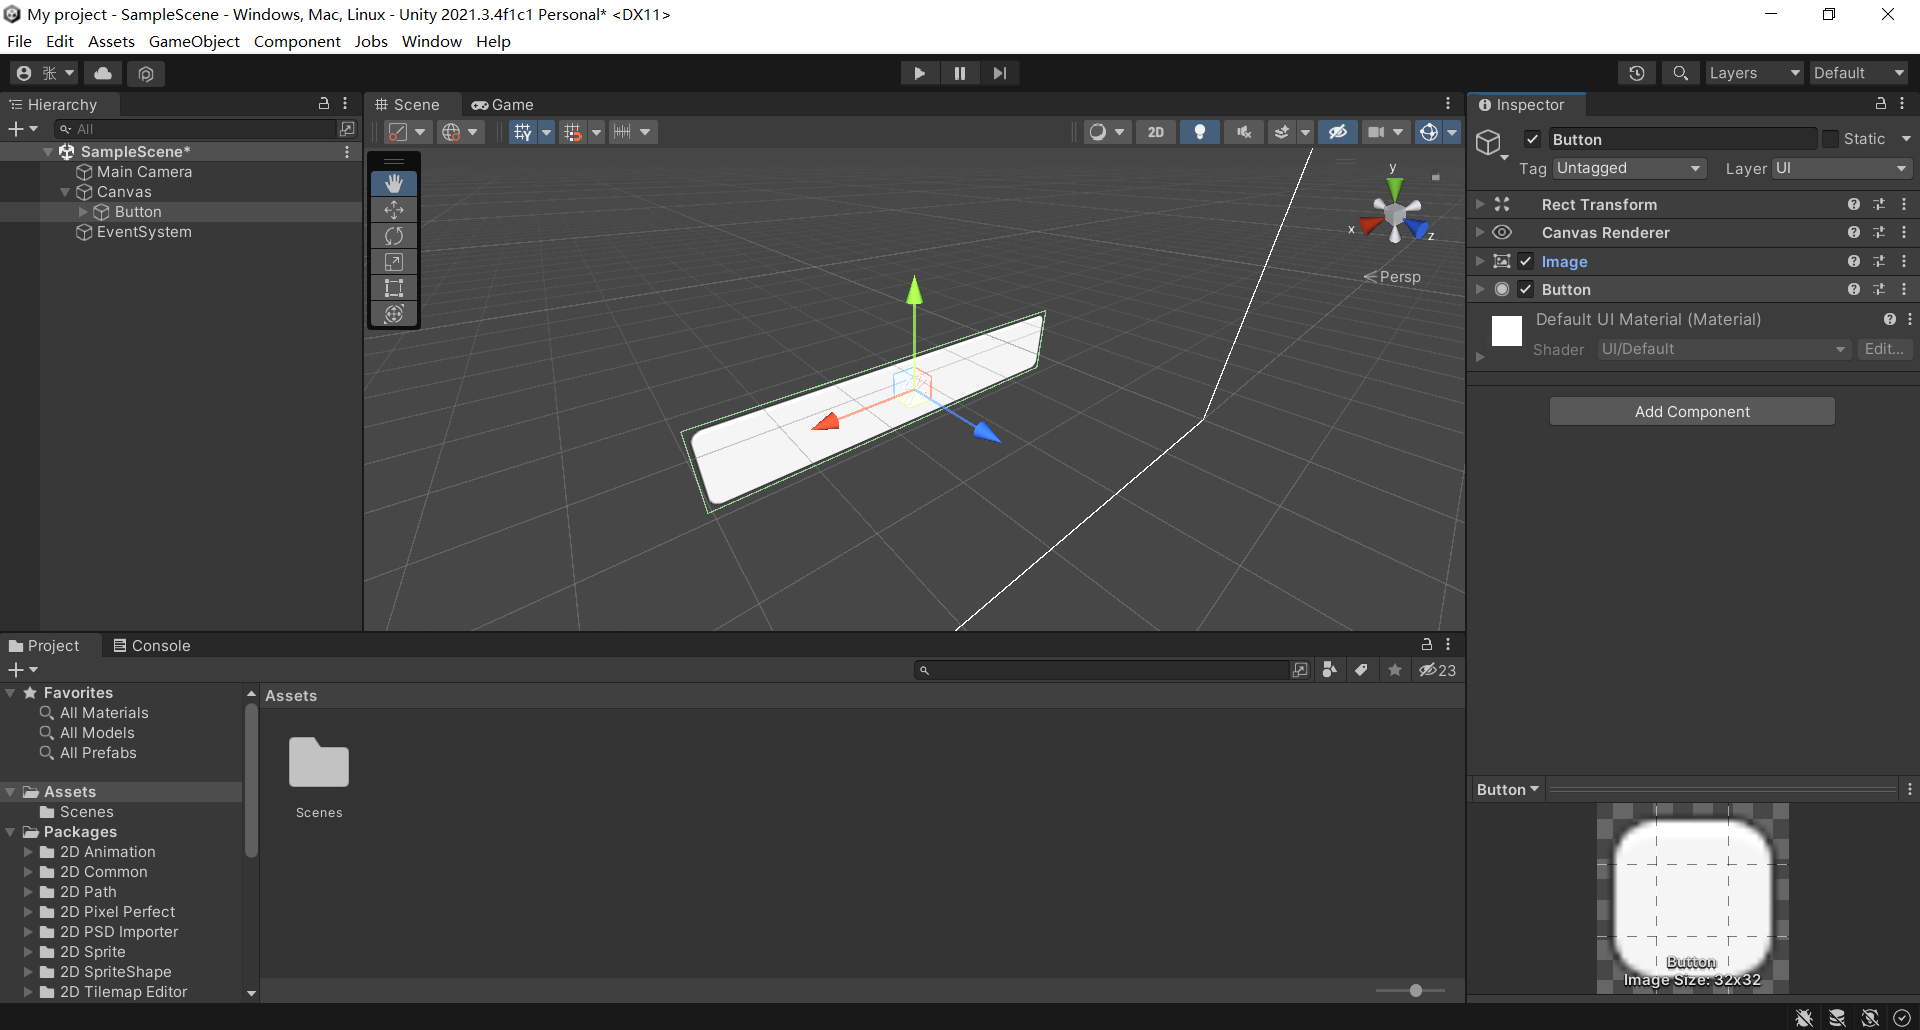 My project - SampleScene - Windows, Mac, Linux - Unity 2021.3.4f1c1 Personal* <DX11>
File Edit Assets GameObject Component Jobs Window Help
张
Layers
Default
Hierarchy
All
SampleScene*
Main Camera
Canvas
Button
EventSystem
Scene
Game
2D
y
x
z
Persp
Inspector
Button
Static
Tag Untagged
Layer UI
Rect Transform
Canvas Renderer
Image
Button
Default UI Material (Material)
Shader UI/Default
Edit...
Add Component
Project
Console
23
Favorites
All Materials
All Models
All Prefabs
Assets
Scenes
Packages
2D Animation
2D Common
2D Path
2D Pixel Perfect
2D PSD Importer
2D Sprite
2D SpriteShape
2D Tilemap Editor
Assets
Scenes
Button
Button
Image Size: 32x32